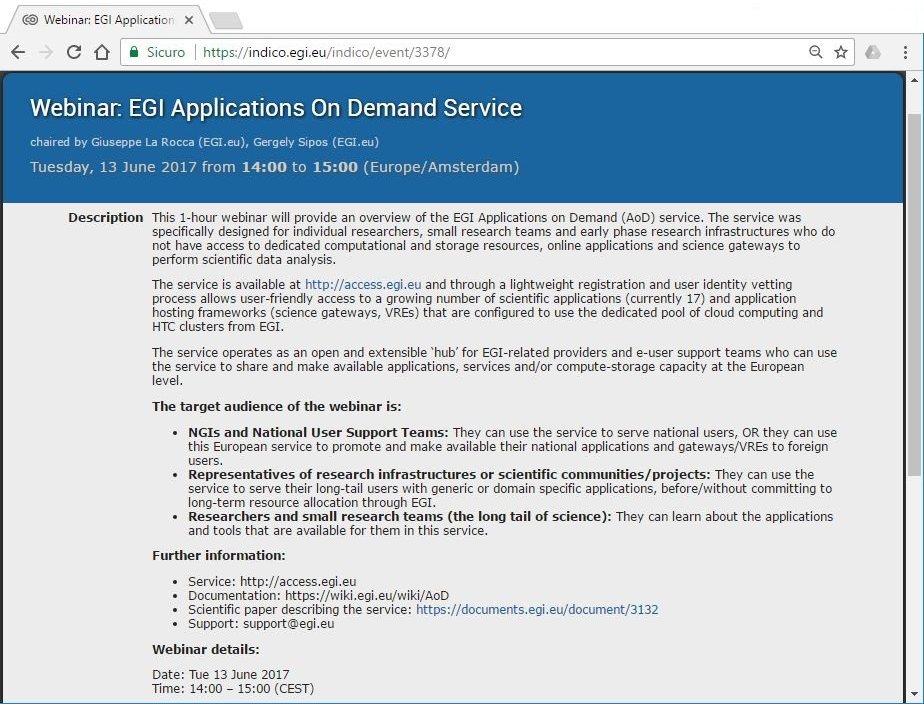 Webinar: EGI Application
Sicuro https://indico.egi.eu/indico/event/3378/
Webinar: EGI Applications On Demand Service
chaired by Giuseppe La Rocca (EGI.eu), Gergely Sipos (EGI.eu)
Tuesday, 13 June 2017 from 14:00 to 15:00 (Europe/Amsterdam)
Description This 1-hour webinar will provide an overview of the EGI Applications on Demand (AoD) service. The service was
specifically designed for individual researchers, small research teams and early phase research infrastructures who do
not have access to dedicated computational and storage resources, online applications and science gateways to
perform scientific data analysis.
The service is available at http://access.egi.eu and through a lightweight registration and user identity vetting
process allows user-friendly access to a growing number of scientific applications (currently 17) and application
hosting frameworks (science gateways, VREs) that are configured to use the dedicated pool of cloud computing and
HTC clusters from EGI.
The service operates as an open and extensible 'hub' for EGI-related providers and e-user support teams who can use
the service to share and make available applications, services and/or compute-storage capacity at the European
level.
The target audience of the webinar is:
• NGIs and National User Support Teams: They can use the service to serve national users, OR they can use
this European service to promote and make available their national applications and gateways/VREs to foreign
users.
• Representatives of research infrastructures or scientific communities/projects: They can use the
service to serve their long-tail users with generic or domain specific applications, before/without committing to
long-term resource allocation through EGI.
• Researchers and small research teams (the long tail of science): They can learn about the applications
and tools that are available for them in this service.
Further information:
• Service: http://access.egi.eu
• Documentation: https://wiki.egi.eu/wiki/AoD
• Scientific paper describing the service: https://documents.egi.eu/document/3132
• Support: support@egi.eu
Webinar details:
Date: Tue 13 June 2017
Time: 14:00 – 15:00 (CEST)